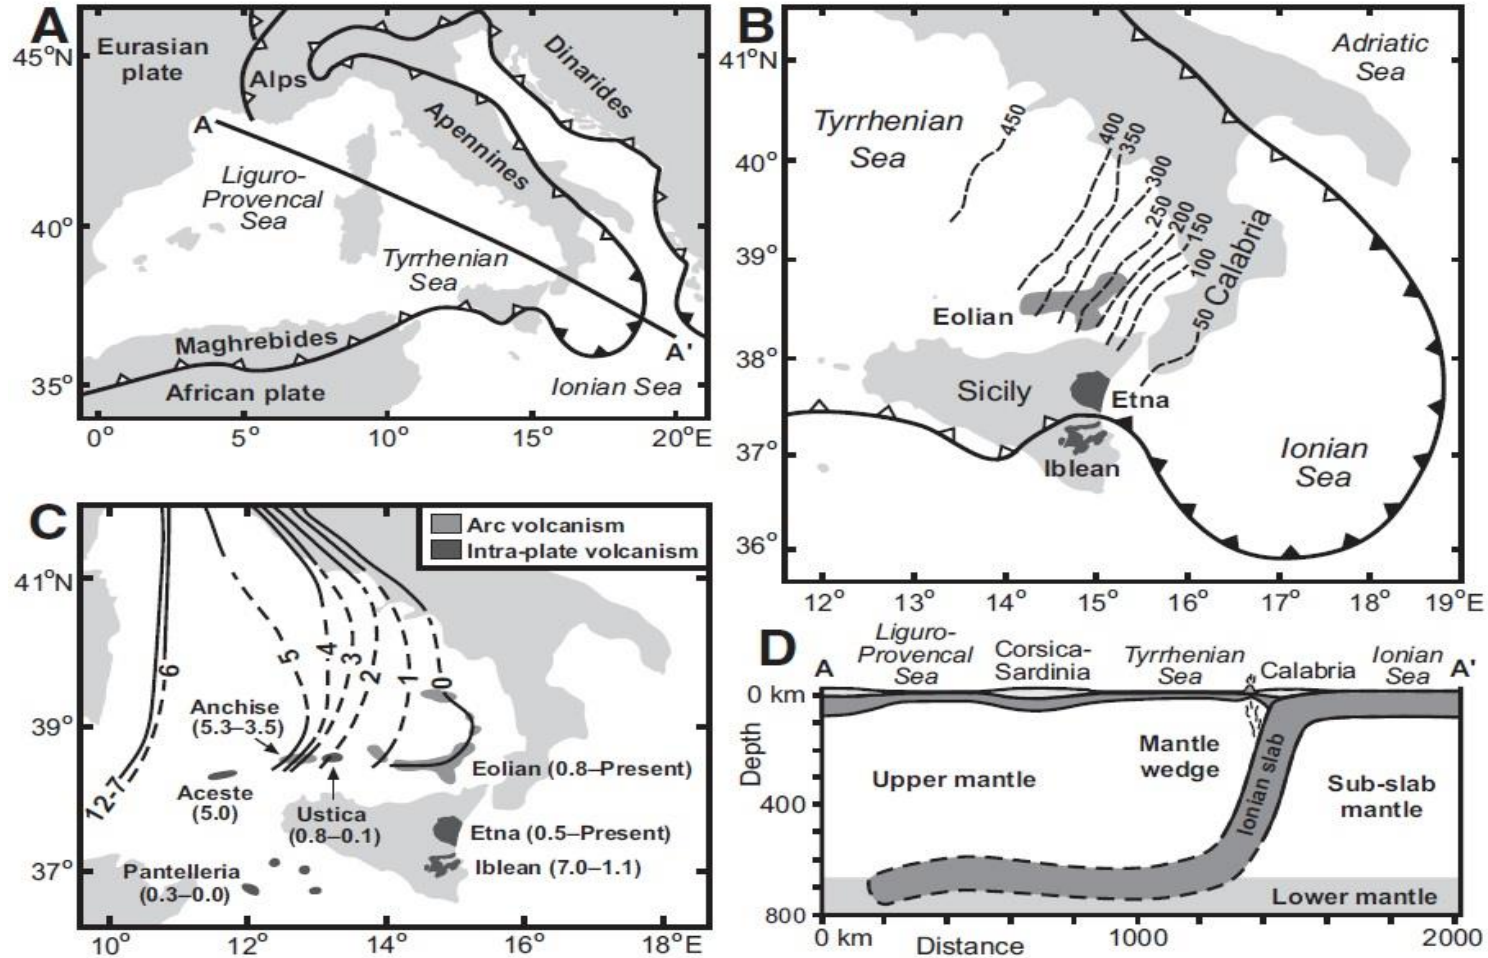 A
45°N
Eurasian
plate
Alps
Dinarides
Apennines
A
Liguro-
Provencal
Sea
40°
Tyrrhenian
Sea
Maghrebides
African plate
A'
35°
Ionian Sea
0°
5°
10°
15°
20°E
B
41°N
Adriatic
Sea
Tyrrhenian
Sea
450
400
350
40°
300
250
200
150
100
50
39°
Calabria
Eolian
38°
Sicily
Etna
Ionian
Sea
37°
Iblean
36°
12°
13°
14°
15°
16°
17°
18°
19°E
C
Arc volcanism
Intra-plate volcanism
41°N
6
5
4
3
2
1
0
Anchise
(5.3–3.5)
39°
12-7
Aceste
(5.0)
Ustica
(0.8–0.1)
Eolian (0.8–Present)
Etna (0.5–Present)
Iblean (7.0–1.1)
37°
Pantelleria
(0.3–0.0)
10°
12°
14°
16°
18°E
D
A
Liguro-
Provencal
Sea
Corsica-
Sardinia
Tyrrhenian
Sea
Calabria
Ionian
Sea
A'
0 km
Depth
Mantle
wedge
Upper mantle
Ionian slab
Sub-slab
mantle
400
Lower mantle
800
0 km
Distance
1000
2000